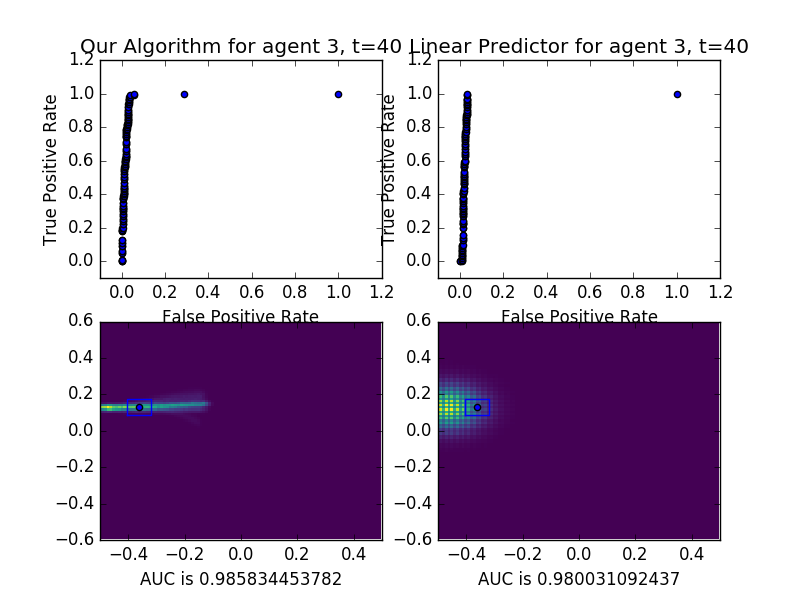 Our Algorithm for agent 3, t=40
Linear Predictor for agent 3, t=40
1.2
1.0
0.8
0.6
0.4
0.2
0.0
True Positive Rate
0.0 0.2 0.4 0.6 0.8 1.0 1.2
False Positive Rate
1.2
1.0
0.8
0.6
0.4
0.2
0.0
True Positive Rate
0.0 0.2 0.4 0.6 0.8 1.0 1.2
False Positive Rate
0.6
0.4
0.2
0.0
−0.2
−0.4
−0.6
−0.4 −0.2 0.0 0.2 0.4
AUC is 0.985834453782
0.6
0.4
0.2
0.0
−0.2
−0.4
−0.6
−0.4 −0.2 0.0 0.2 0.4
AUC is 0.980031092437